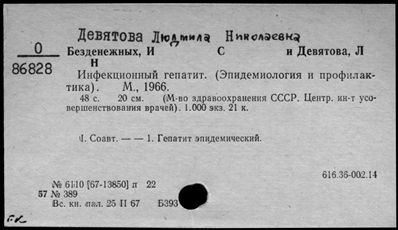 Девятова Людмила Николаевна
0
86828
Безденежных, И С и Девятова, Л
Н
Инфекционный гепатит. (Эпидемиология и профилак-
тика). М., 1966.
48 с. 20 см. (М-во здравоохранения СССР. Центр. ин-т усо-
вершенствования врачей). 1.000 экз. 21 к.
I. Соавт. — — 1. Гепатит эпидемический.
616.36-002.14
№ 6110 [67-13850] п 22
57 № 389
Вс. кн. пал. 25 II 67 Б393